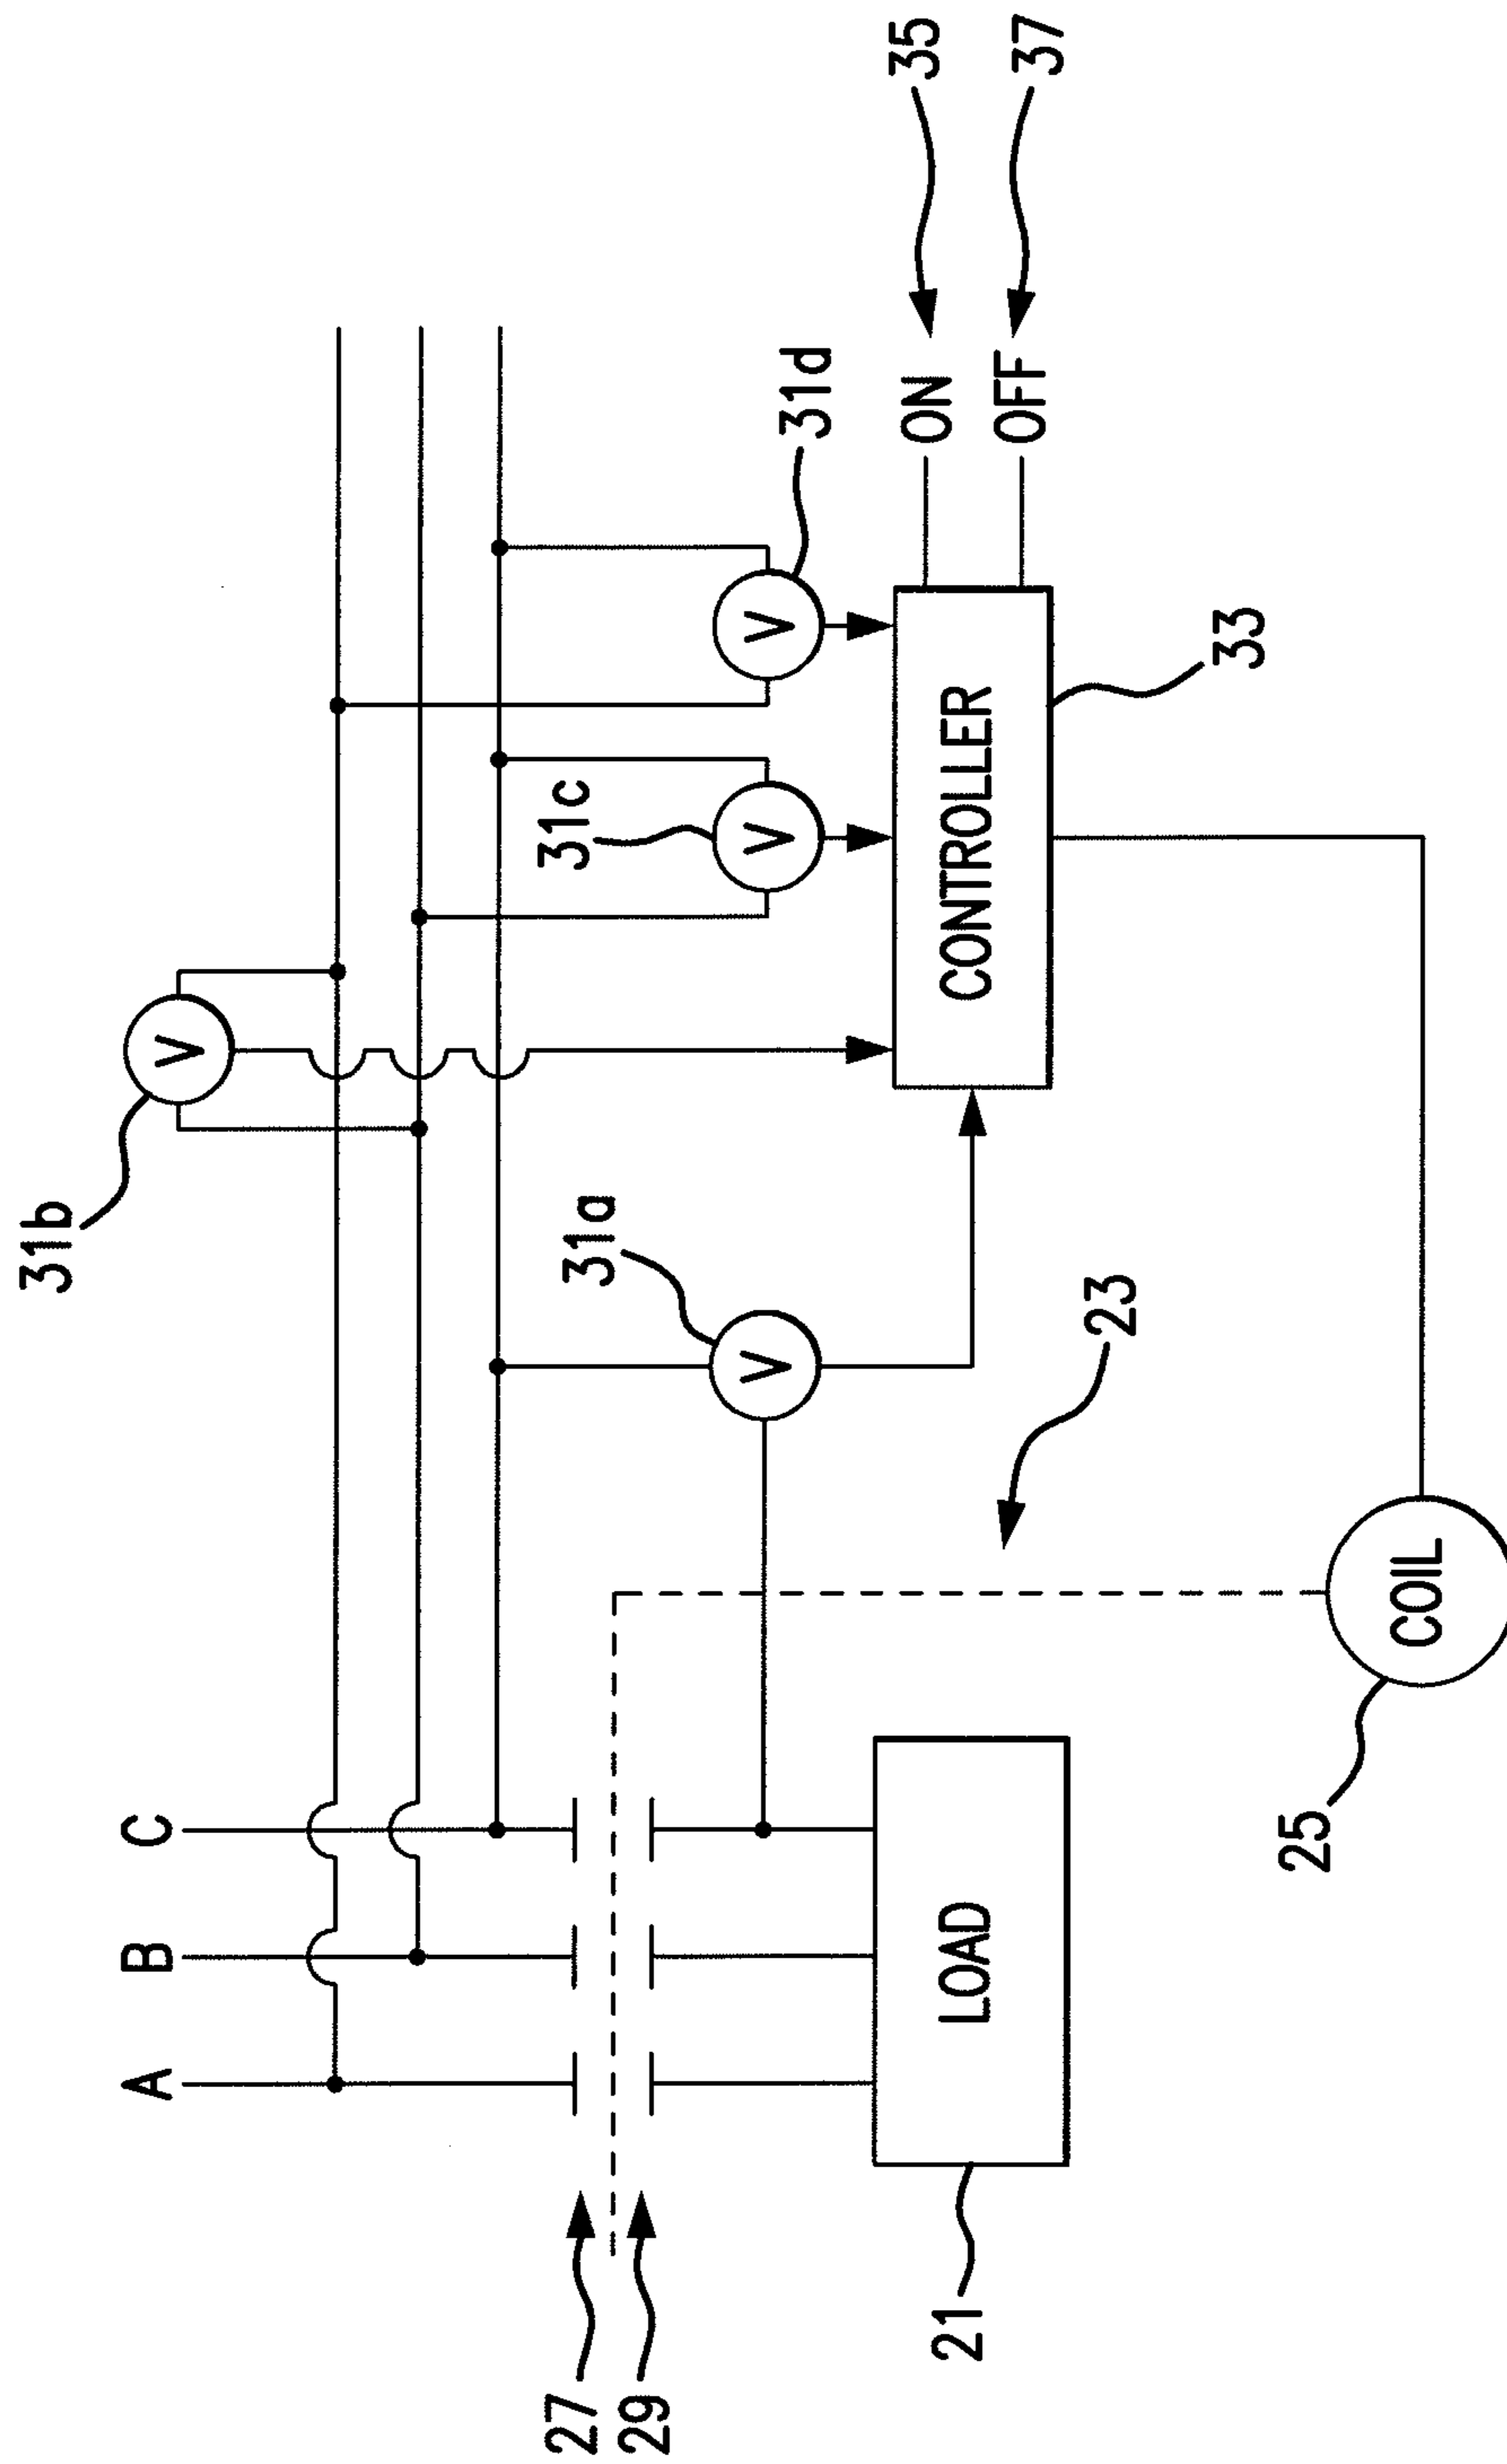 A
B
C
27
29
LOAD
21
25
COIL
23
31a
31b
31c
31d
CONTROLLER
33
ON
OFF
35
37